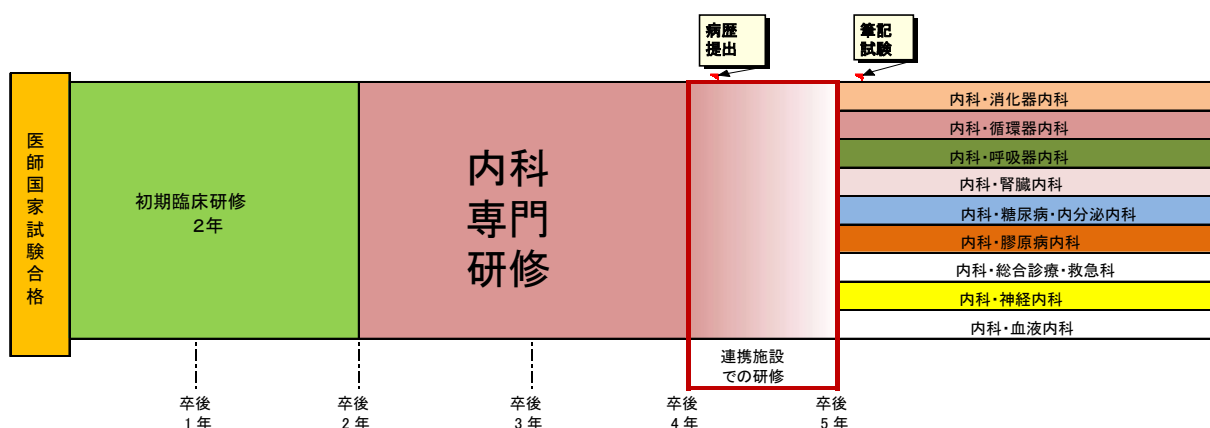 病歴
提出
筆記
試験
医師国家試験合格
初期臨床研修
2年
内科
専門
研修
内科・消化器内科
内科・循環器内科
内科・呼吸器内科
内科・腎臓内科
内科・糖尿病・内分泌内科
内科・膠原病内科
内科・総合診療・救急科
内科・神経内科
内科・血液内科
連携施設
での研修
卒後
1年
卒後
2年
卒後
3年
卒後
4年
卒後
5年